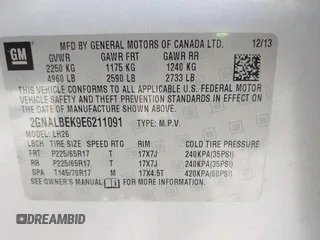 GM
MFD BY GENERAL MOTORS OF CANADA LTD. 12/13
GVWR GAWR FRT GAWR RR
2250 KG 1175 KG 1240 KG
4960 LB 2590 LB 2733 LB
THIS VEHICLE CONFORMS TO ALL APPLICABLE U.S. FEDERAL MOTOR
VEHICLE SAFETY, BUMPER, AND THEFT PREVENTION STANDARDS
IN EFFECT ON THE DATE OF MANUFACTURE SHOWN ABOVE.
2GNALBEK9E6211091 TYPE: M.P.V.
MODEL: LH26
LBCH TIRE SIZE SPEED RTG RIM COLD TIRE PRESSURE
FRT P225/65R17 T 17X7J 240KPA(35PSI)
RR P225/65R17 T 17X7J 240KPA(35PSI)
SPA T145/70R17 M 17X4.5T 420KPA(60PSI)
SEE OWNER'S MANUAL FOR ADDITIONAL INFORMATION.
DREAMBID